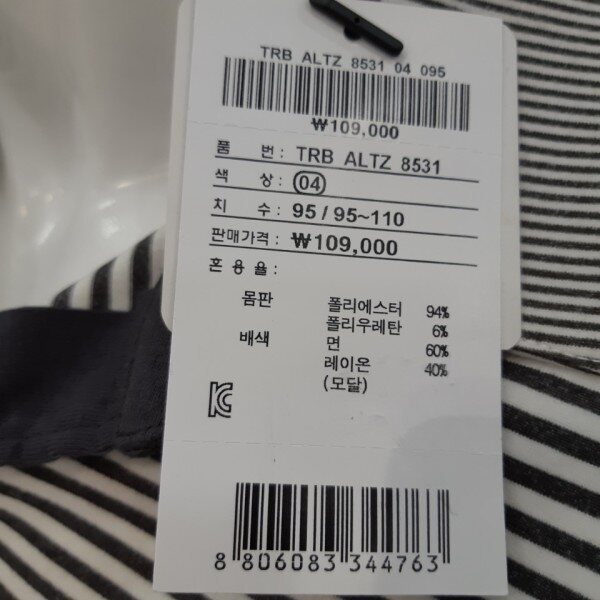 TRB ALTZ 8531 04 095
₩109,000
품 번 : TRB ALTZ 8531
색 상 : 04
치 수 : 95 / 95~110
판매가격 : ₩109,000
혼 용 율 :
몸판 폴리에스터 94%
폴리우레탄 6%
배색 면 60%
레이온 40%
(모달)
KC
8 806083 344763